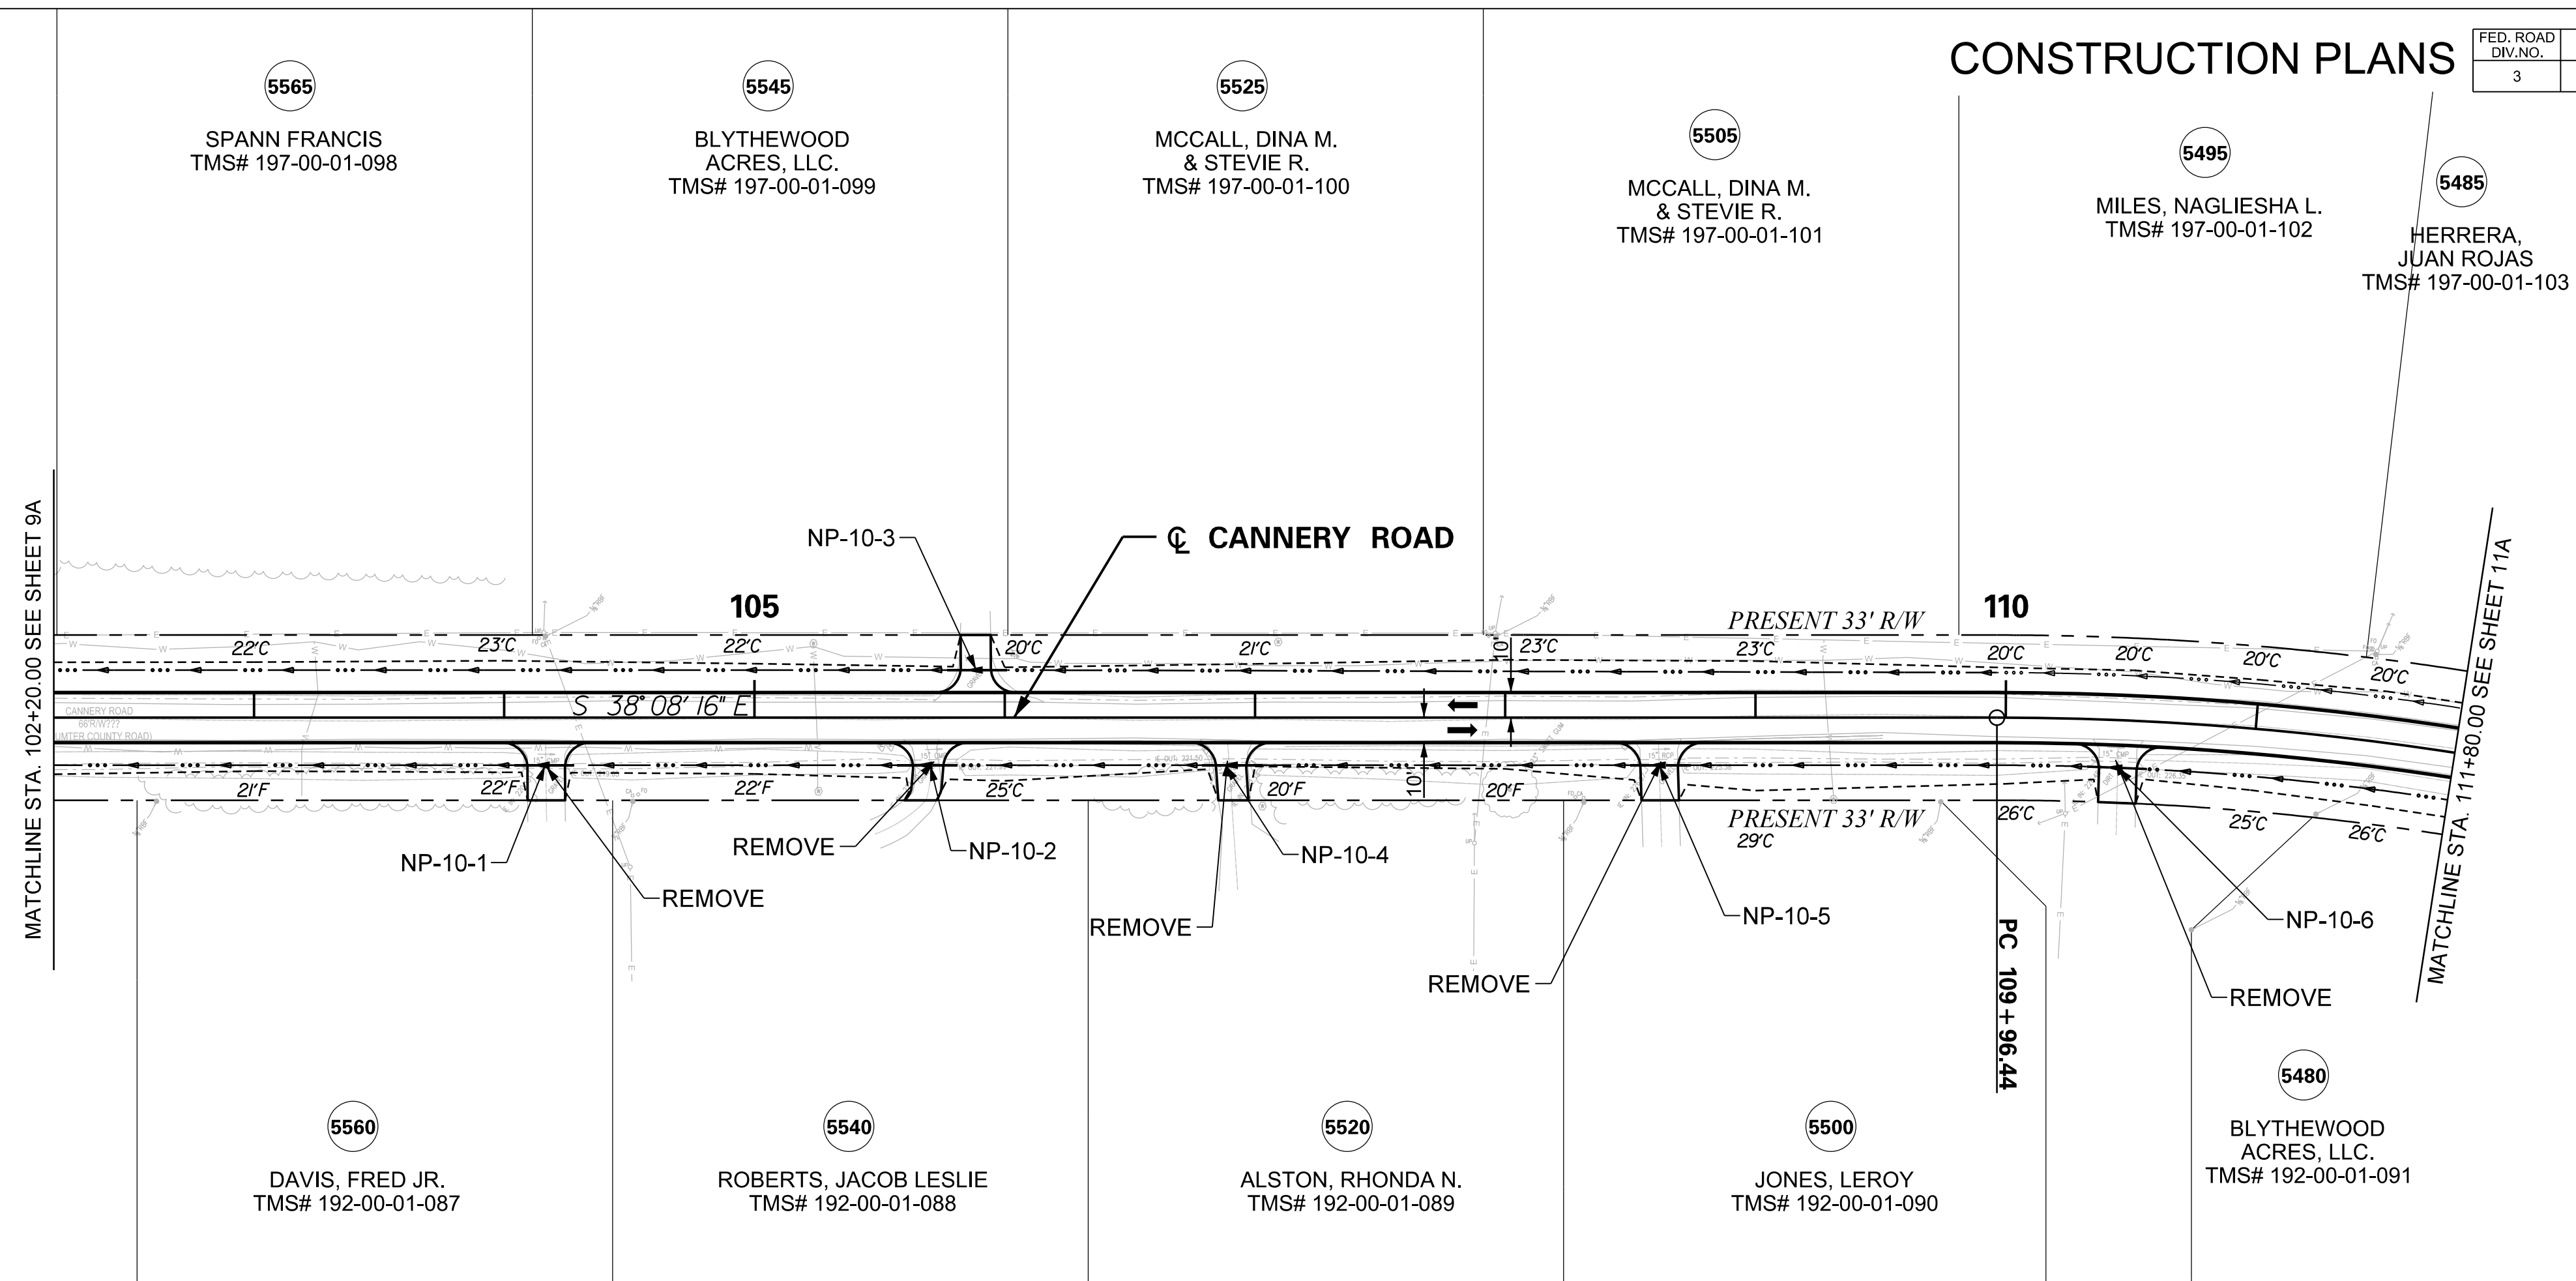 CONSTRUCTION PLANS
FED. ROAD
DIV.NO.
3
5565
SPANN FRANCIS
TMS# 197-00-01-098
5545
BLYTHEWOOD
ACRES, LLC.
TMS# 197-00-01-099
5525
MCCALL, DINA M.
& STEVIE R.
TMS# 197-00-01-100
5505
MCCALL, DINA M.
& STEVIE R.
TMS# 197-00-01-101
5495
MILES, NAGLIESHA L.
TMS# 197-00-01-102
5485
HERRERA,
JUAN ROJAS
TMS# 197-00-01-103
MATCHLINE STA. 102+20.00 SEE SHEET 9A
NP-10-3
℄ CANNERY ROAD
105
PRESENT 33' R/W
110
22'C
23'C
22'C
20'C
21'C
10'
23'C
23'C
20'C
20'C
20'C
20'C
S 38° 08' 16" E
CANNERY ROAD
66'R/W???
UMTER COUNTY ROAD)
21'F
22'F
22'F
25'C
20'F
10'
20'F
PRESENT 33' R/W
29'C
26'C
25'C
26'C
NP-10-1
REMOVE
REMOVE
NP-10-2
REMOVE
NP-10-4
REMOVE
NP-10-5
PC 109+96.44
NP-10-6
REMOVE
MATCHLINE STA. 111+80.00 SEE SHEET 11A
5560
DAVIS, FRED JR.
TMS# 192-00-01-087
5540
ROBERTS, JACOB LESLIE
TMS# 192-00-01-088
5520
ALSTON, RHONDA N.
TMS# 192-00-01-089
5500
JONES, LEROY
TMS# 192-00-01-090
5480
BLYTHEWOOD
ACRES, LLC.
TMS# 192-00-01-091